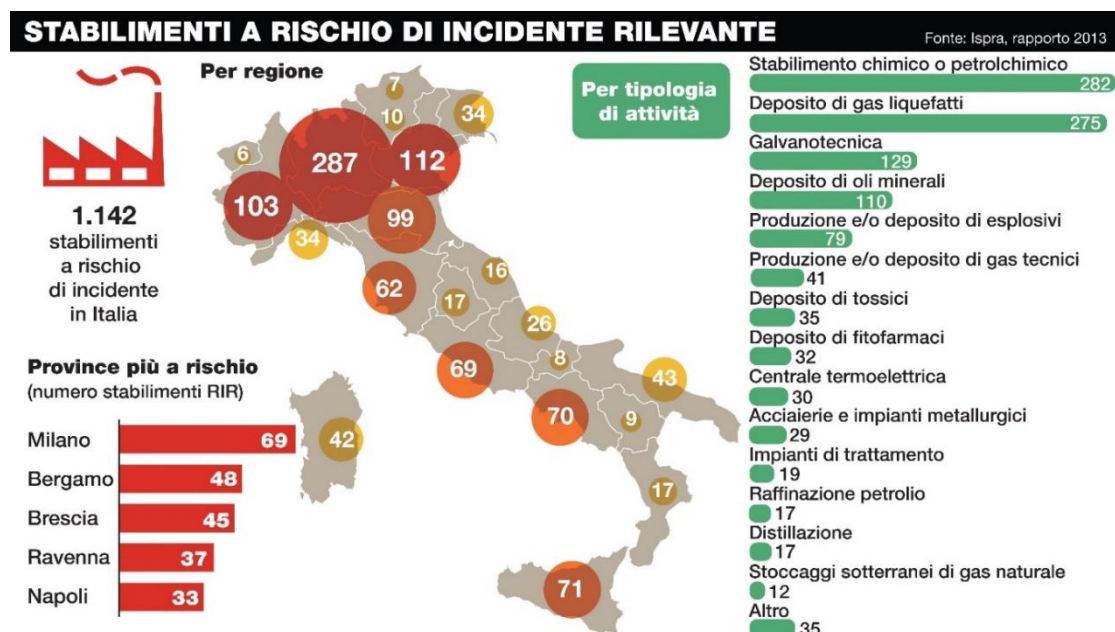 STABILIMENTI A RISCHIO DI INCIDENTE RILEVANTE
Fonte: Ispra, rapporto 2013
1.142
stabilimenti
a rischio
di incidente
in Italia
Per regione
7
10
34
6
287
112
103
99
34
62
16
17
26
69
8
43
70
9
42
17
71
Province più a rischio
(numero stabilimenti RIR)
Milano 69
Bergamo 48
Brescia 45
Ravenna 37
Napoli 33
Per tipologia
di attività
Stabilimento chimico o petrolchimico
282
Deposito di gas liquefatti
275
Galvanotecnica
129
Deposito di oli minerali
110
Produzione e/o deposito di esplosivi
79
Produzione e/o deposito di gas tecnici
41
Deposito di tossici
35
Deposito di fitofarmaci
32
Centrale termoelettrica
30
Acciaierie e impianti metallurgici
29
Impianti di trattamento
19
Raffinazione petrolio
17
Distillazione
17
Stoccaggi sotterranei di gas naturale
12
Altro
35